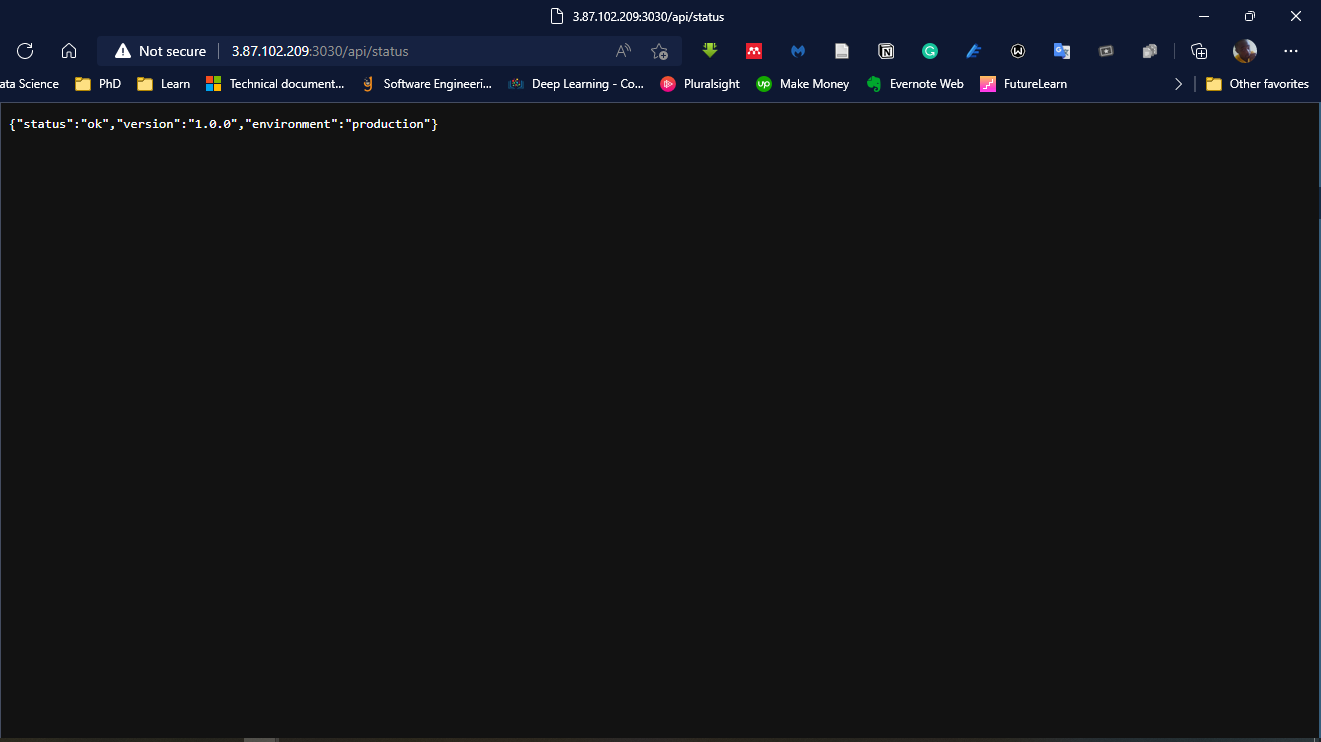 3.87.102.209:3030/api/status
Not secure 3.87.102.209:3030/api/status
ata Science PhD Learn Technical document... Software Engineeri... Deep Learning - Co... Pluralsight up Make Money Evernote Web FutureLearn Other favorites
{"status":"ok","version":"1.0.0","environment":"production"}